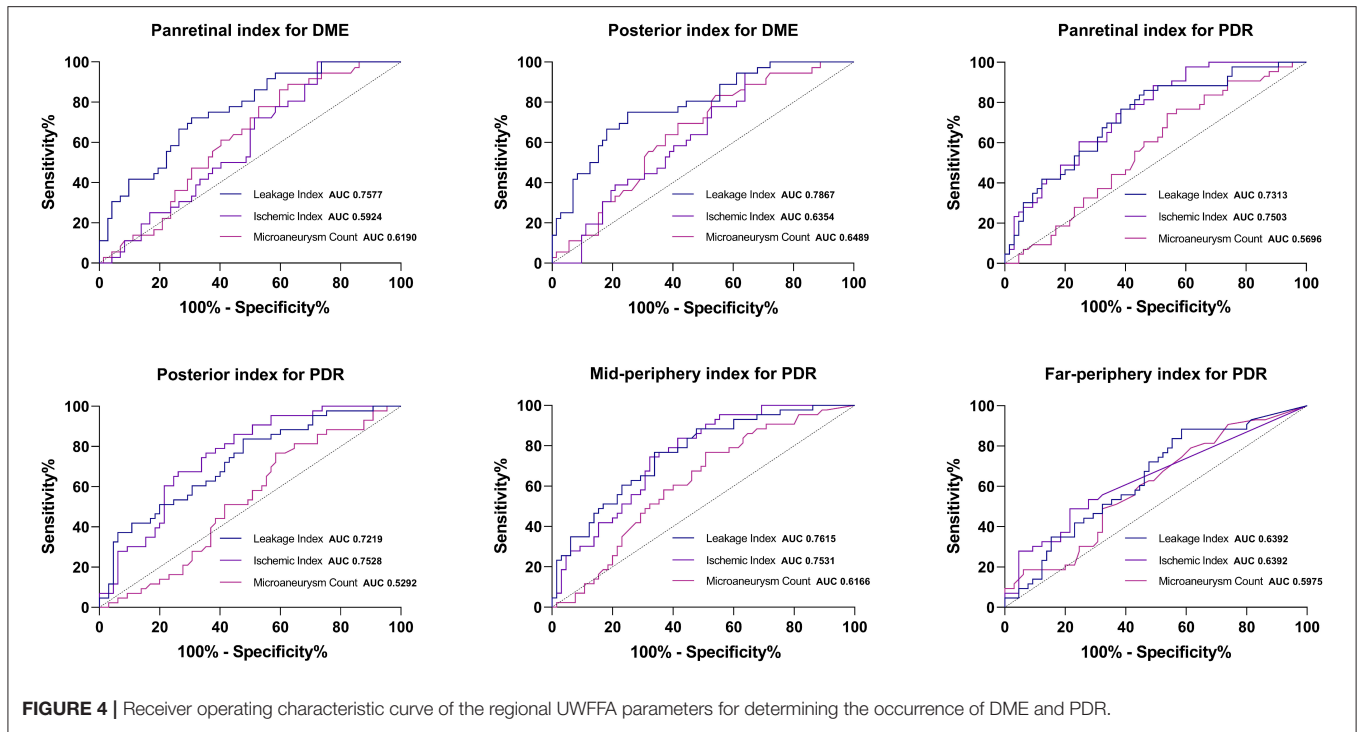 Panretinal index for DME
Sensitivity%
100
80
60
40
20
0
Leakage Index AUC 0.7577
Ischemic Index AUC 0.5924
Microaneurysm Count AUC 0.6190
0 20 40 60 80 100
100% - Specificity%
Posterior index for DME
Sensitivity%
100
80
60
40
20
0
Leakage Index AUC 0.7867
Ischemic Index AUC 0.6354
Microaneurysm Count AUC 0.6489
0 20 40 60 80 100
100% - Specificity%
Panretinal index for PDR
Sensitivity%
100
80
60
40
20
0
Leakage Index AUC 0.7313
Ischemic Index AUC 0.7503
Microaneurysm Count AUC 0.5696
0 20 40 60 80 100
100% - Specificity%
Posterior index for PDR
Sensitivity%
100
80
60
40
20
0
Leakage Index AUC 0.7219
Ischemic Index AUC 0.7528
Microaneurysm Count AUC 0.5292
0 20 40 60 80 100
100% - Specificity%
Mid-periphery index for PDR
Sensitivity%
100
80
60
40
20
0
Leakage Index AUC 0.7615
Ischemic Index AUC 0.7531
Microaneurysm Count AUC 0.6166
0 20 40 60 80 100
100% - Specificity%
Far-periphery index for PDR
Sensitivity%
100
80
60
40
20
0
Leakage Index AUC 0.6392
Ischemic Index AUC 0.6392
Microaneurysm Count AUC 0.5975
0 20 40 60 80 100
100% - Specificity%
FIGURE 4 | Receiver operating characteristic curve of the regional UWFFA parameters for determining the occurrence of DME and PDR.